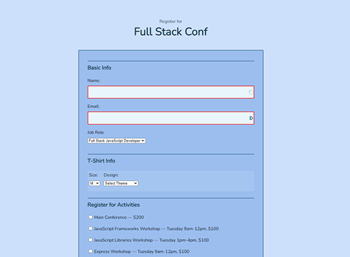 Register for
Full Stack Conf
Basic Info
Name:
Email:
Job Role:
Full Stack JavaScript Developer
T-Shirt Info
Size: Design:
M Select Theme
Register for Activities
Main Conference — $200
JavaScript Frameworks Workshop — Tuesday 9am-12pm, $100
JavaScript Libraries Workshop — Tuesday 1pm-4pm, $100
Express Workshop — Tuesday 9am-12pm, $100